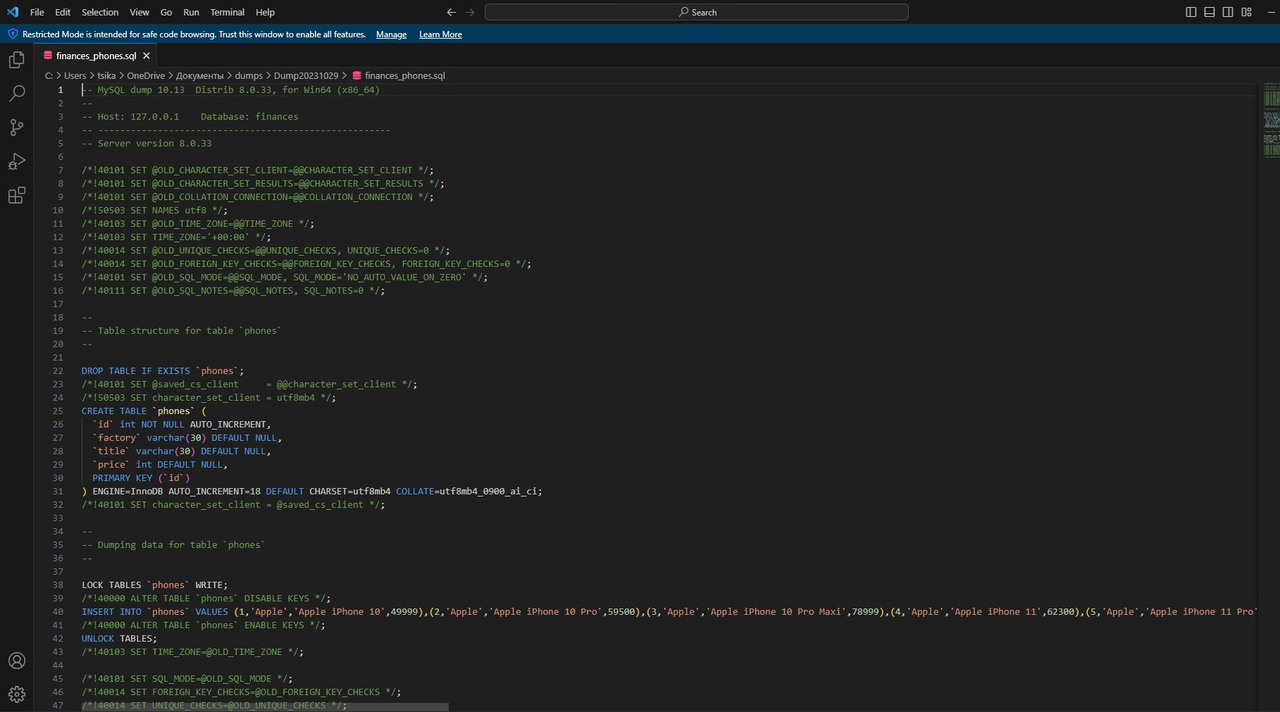 File Edit Selection View Go Run Terminal Help
Search
Restricted Mode is intended for safe code browsing. Trust this window to enable all features. Manage Learn More
finances_phones.sql
C: > Users > tsika > OneDrive > Документы > dumps > Dump20231029 > finances_phones.sql
1 -- MySQL dump 10.13  Distrib 8.0.33, for Win64 (x86_64)
2 --
3 -- Host: 127.0.0.1    Database: finances
4 -- ------------------------------------------------------
5 -- Server version 8.0.33
6
7 /*!40101 SET @OLD_CHARACTER_SET_CLIENT=@@CHARACTER_SET_CLIENT */;
8 /*!40101 SET @OLD_CHARACTER_SET_RESULTS=@@CHARACTER_SET_RESULTS */;
9 /*!40101 SET @OLD_COLLATION_CONNECTION=@@COLLATION_CONNECTION */;
10 /*!50503 SET NAMES utf8 */;
11 /*!40103 SET @OLD_TIME_ZONE=@@TIME_ZONE */;
12 /*!40103 SET TIME_ZONE='+00:00' */;
13 /*!40014 SET @OLD_UNIQUE_CHECKS=@@UNIQUE_CHECKS, UNIQUE_CHECKS=0 */;
14 /*!40014 SET @OLD_FOREIGN_KEY_CHECKS=@@FOREIGN_KEY_CHECKS, FOREIGN_KEY_CHECKS=0 */;
15 /*!40101 SET @OLD_SQL_MODE=@@SQL_MODE, SQL_MODE='NO_AUTO_VALUE_ON_ZERO' */;
16 /*!40111 SET @OLD_SQL_NOTES=@@SQL_NOTES, SQL_NOTES=0 */;
17
18 --
19 -- Table structure for table `phones`
20 --
21
22 DROP TABLE IF EXISTS `phones`;
23 /*!40101 SET @saved_cs_client     = @@character_set_client */;
24 /*!50503 SET character_set_client = utf8mb4 */;
25 CREATE TABLE `phones` (
26   `id` int NOT NULL AUTO_INCREMENT,
27   `factory` varchar(30) DEFAULT NULL,
28   `title` varchar(30) DEFAULT NULL,
29   `price` int DEFAULT NULL,
30   PRIMARY KEY (`id`)
31 ) ENGINE=InnoDB AUTO_INCREMENT=18 DEFAULT CHARSET=utf8mb4 COLLATE=utf8mb4_0900_ai_ci;
32 /*!40101 SET character_set_client = @saved_cs_client */;
33
34 --
35 -- Dumping data for table `phones`
36 --
37
38 LOCK TABLES `phones` WRITE;
39 /*!40000 ALTER TABLE `phones` DISABLE KEYS */;
40 INSERT INTO `phones` VALUES (1,'Apple','Apple iPhone 10',49999),(2,'Apple','Apple iPhone 10 Pro',59500),(3,'Apple','Apple iPhone 10 Pro Maxi',78999),(4,'Apple','Apple iPhone 11',62300),(5,'Apple','Apple iPhone 11 Pro'
41 /*!40000 ALTER TABLE `phones` ENABLE KEYS */;
42 UNLOCK TABLES;
43 /*!40103 SET TIME_ZONE=@OLD_TIME_ZONE */;
44
45 /*!40101 SET SQL_MODE=@OLD_SQL_MODE */;
46 /*!40014 SET FOREIGN_KEY_CHECKS=@OLD_FOREIGN_KEY_CHECKS */;
47 /*!40014 SET UNIQUE_CHECKS=@OLD_UNIQUE_CHECKS */;